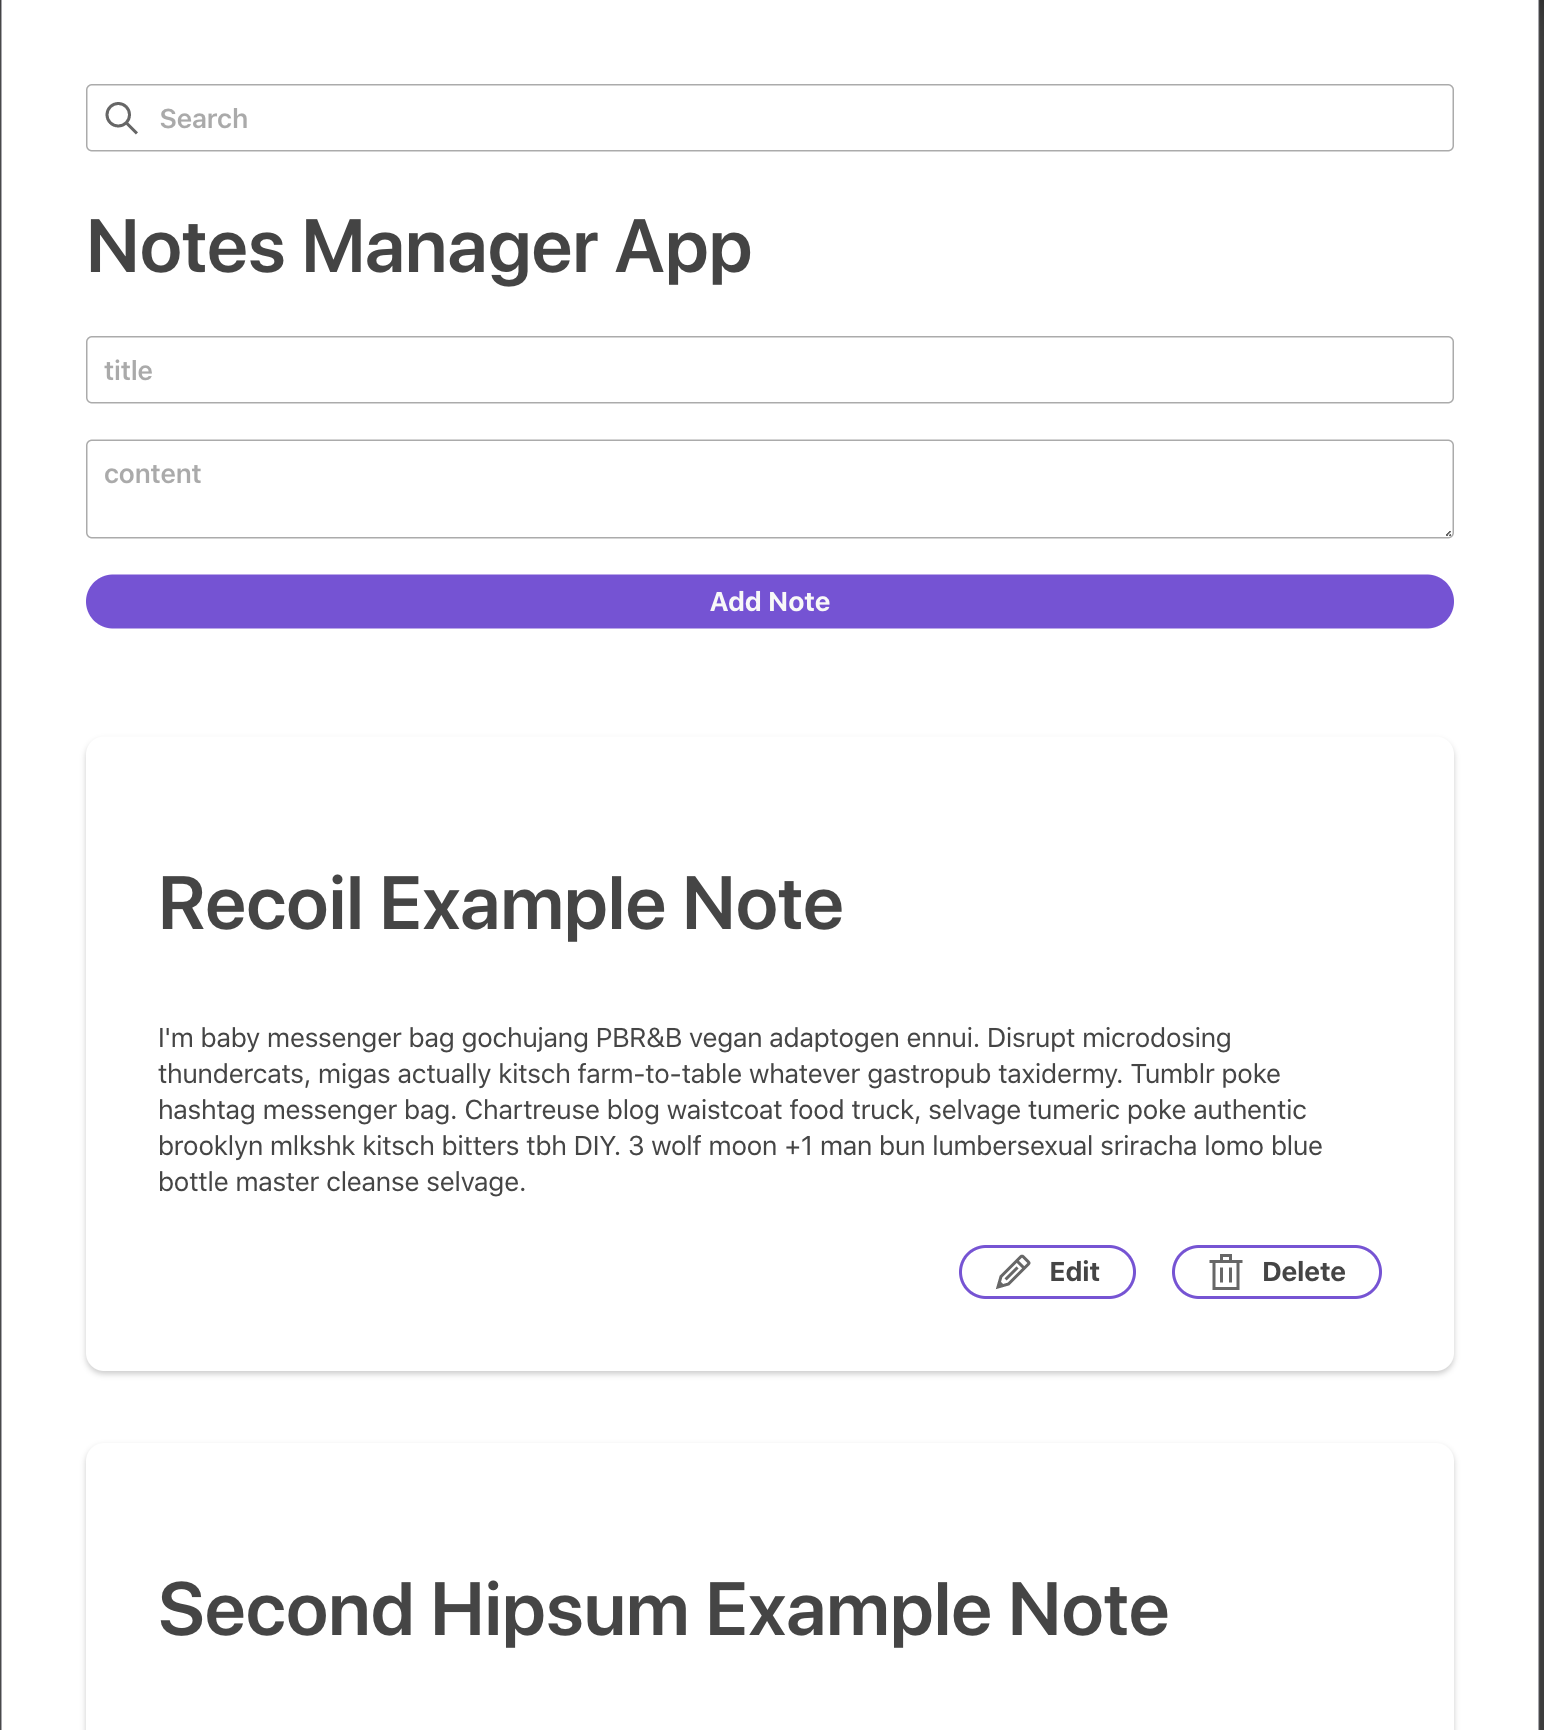 Search
Notes Manager App
title
content
Add Note
Recoil Example Note
I'm baby messenger bag gochujang PBR&B vegan adaptogen ennui. Disrupt microdosing
thundercats, migas actually kitsch farm-to-table whatever gastropub taxidermy. Tumblr poke
hashtag messenger bag. Chartreuse blog waistcoat food truck, selvage tumeric poke authentic
brooklyn mlkshk kitsch bitters tbh DIY. 3 wolf moon +1 man bun lumbersexual sriracha lomo blue
bottle master cleanse selvage.
Edit
Delete
Second Hipsum Example Note